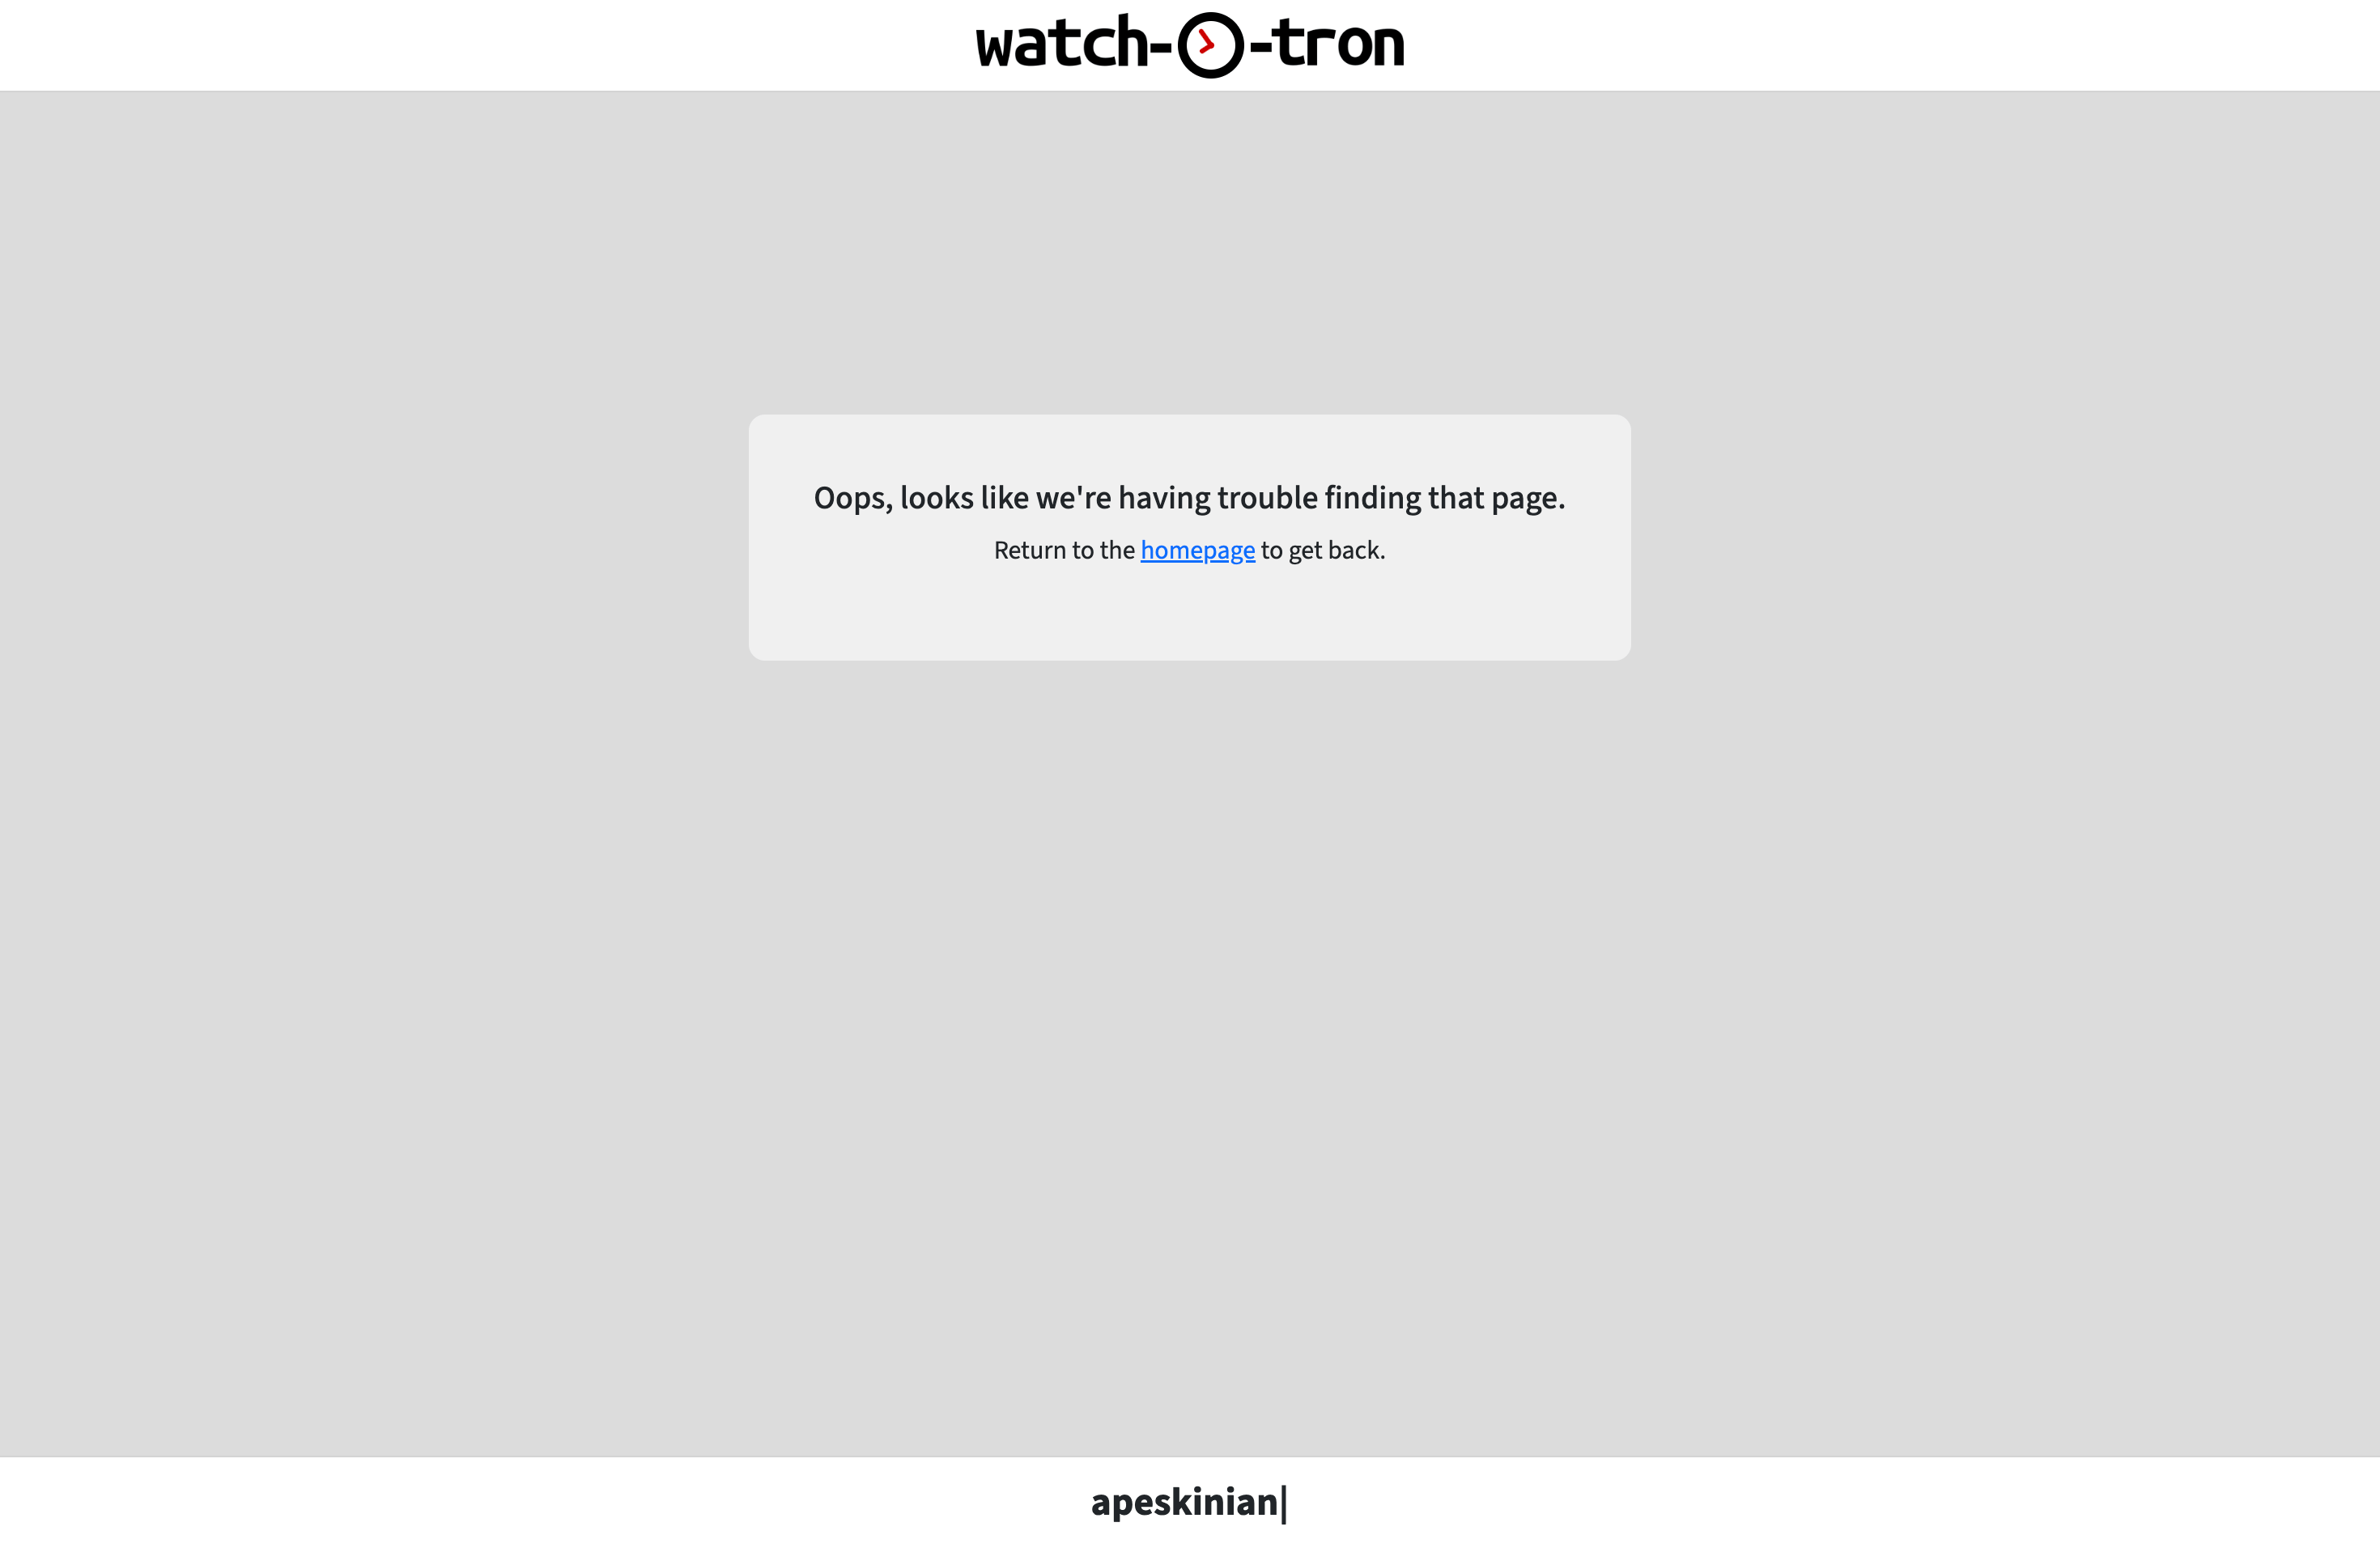 watch-O-tron
Oops, looks like we're having trouble finding that page.
Return to the homepage to get back.
apeskinian|